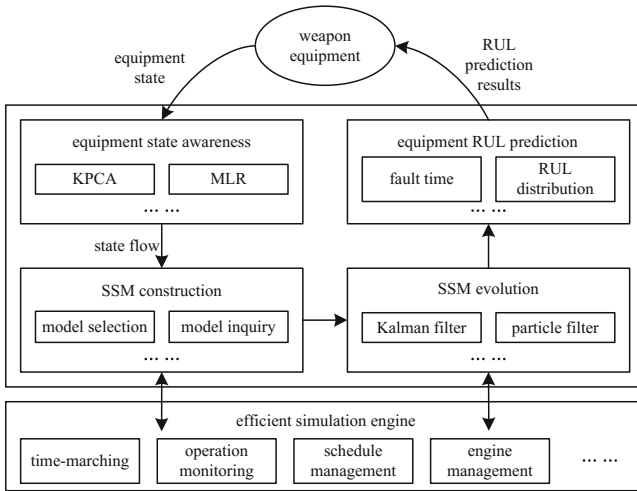 weapon
equipment
equipment
state
RUL
prediction
results
equipment state awareness
KPCA
MLR
... ...
equipment RUL prediction
fault time
RUL
distribution
... ...
state flow
SSM construction
model selection
model inquiry
... ...
SSM evolution
Kalman filter
particle filter
... ...
efficient simulation engine
time-marching
operation
monitoring
schedule
management
engine
management
... ...